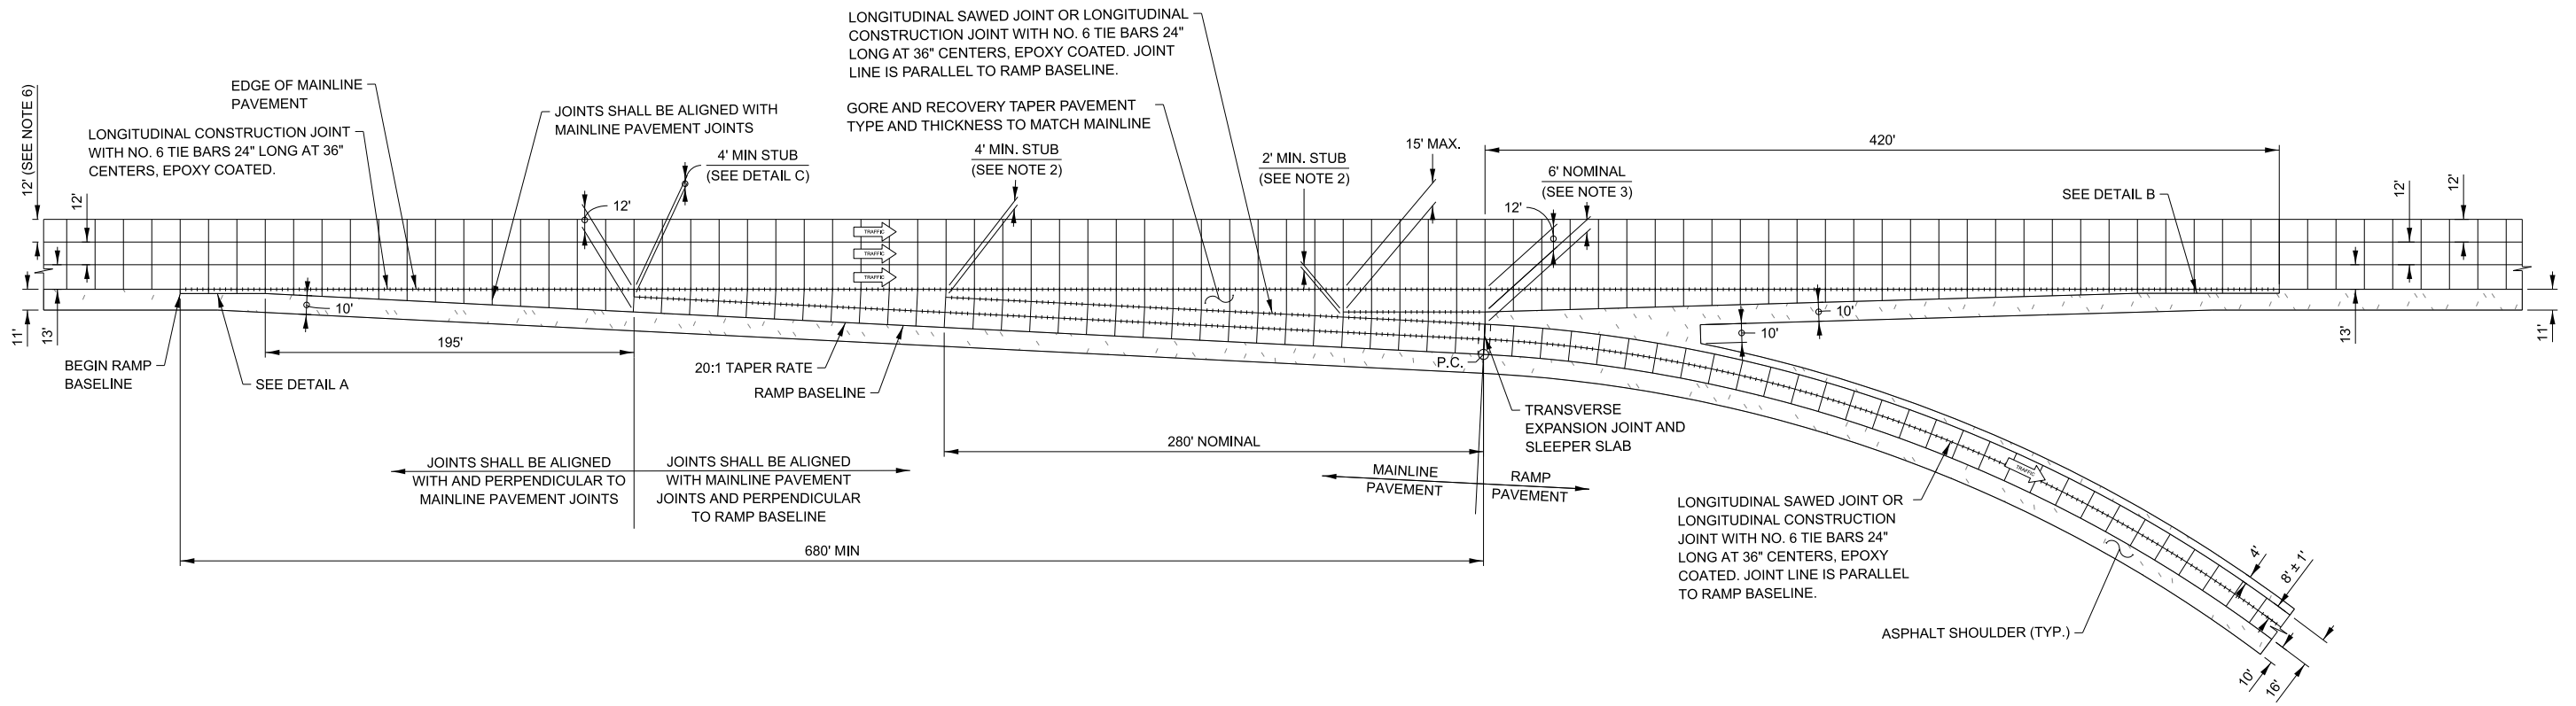 LONGITUDINAL SAWED JOINT OR LONGITUDINAL
CONSTRUCTION JOINT WITH NO. 6 TIE BARS 24"
LONG AT 36" CENTERS, EPOXY COATED. JOINT
LINE IS PARALLEL TO RAMP BASELINE.
EDGE OF MAINLINE
PAVEMENT
LONGITUDINAL CONSTRUCTION JOINT
WITH NO. 6 TIE BARS 24" LONG AT 36"
CENTERS, EPOXY COATED.
JOINTS SHALL BE ALIGNED WITH
MAINLINE PAVEMENT JOINTS
GORE AND RECOVERY TAPER PAVEMENT
TYPE AND THICKNESS TO MATCH MAINLINE
12' (SEE NOTE 6)
12'
13'
11'
4' MIN STUB
(SEE DETAIL C)
12'
4' MIN. STUB
(SEE NOTE 2)
2' MIN. STUB
(SEE NOTE 2)
15' MAX.
6' NOMINAL
(SEE NOTE 3)
12'
420'
SEE DETAIL B
12'
12'
13'
11'
TRAFFIC
TRAFFIC
TRAFFIC
10'
10'
10'
195'
BEGIN RAMP
BASELINE
SEE DETAIL A
20:1 TAPER RATE
RAMP BASELINE
P.C.
TRANSVERSE
EXPANSION JOINT AND
SLEEPER SLAB
280' NOMINAL
JOINTS SHALL BE ALIGNED
WITH AND PERPENDICULAR TO
MAINLINE PAVEMENT JOINTS
JOINTS SHALL BE ALIGNED
WITH MAINLINE PAVEMENT
JOINTS AND PERPENDICULAR
TO RAMP BASELINE
MAINLINE
PAVEMENT
RAMP
PAVEMENT
680' MIN
TRAFFIC
LONGITUDINAL SAWED JOINT OR
LONGITUDINAL CONSTRUCTION
JOINT WITH NO. 6 TIE BARS 24"
LONG AT 36" CENTERS, EPOXY
COATED. JOINT LINE IS PARALLEL
TO RAMP BASELINE.
ASPHALT SHOULDER (TYP.)
4'
8' ± 1'
10'
16'